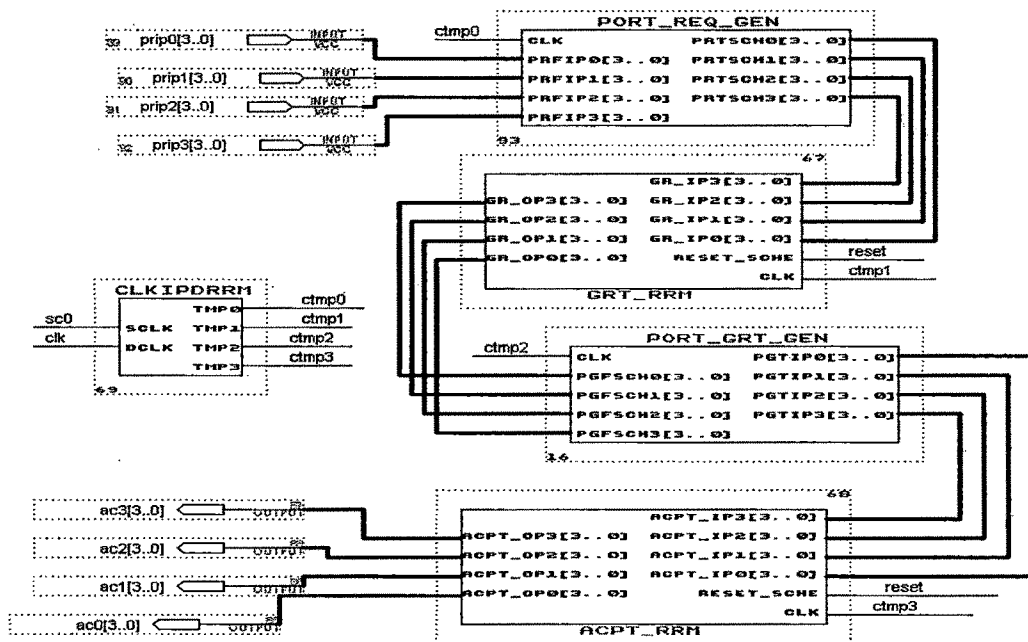 PORT_REQ_GEN
ctmp0
CLK
PRFIP0[3..0]
PRFIP1[3..0]
PRFIP2[3..0]
PRFIP3[3..0]
PRTSCH0[3..0]
PRTSCH1[3..0]
PRTSCH2[3..0]
PRTSCH3[3..0]
93
prip0[3..0]
INPUT
VCC
90
prip1[3..0]
INPUT
VCC
91
prip2[3..0]
INPUT
VCC
92
prip3[3..0]
INPUT
VCC
67
GR_IP3[3..0]
GR_OP3[3..0] GR_IP2[3..0]
GR_OP2[3..0] GR_IP1[3..0]
GR_OP1[3..0] GR_IP0[3..0]
GR_OP0[3..0] RESET_SCHE
reset
CLK
ctmp1
GRT_RRM
CLKIPDRRM
TMP0
ctmp0
sc0
SCLK
TMP1
ctmp1
clk
DCLK
TMP2
ctmp2
TMP3
ctmp3
69
PORT_GRT_GEN
ctmp2
CLK
PGTIP0[3..0]
PGFSCH0[3..0] PGTIP1[3..0]
PGFSCH1[3..0] PGTIP2[3..0]
PGFSCH2[3..0] PGTIP3[3..0]
PGFSCH3[3..0]
16
68
ac3[3..0]
OUTPUT
ac2[3..0]
OUTPUT
ac1[3..0]
OUTPUT
ac0[3..0]
OUTPUT
ACPT_IP3[3..0]
ACPT_OP3[3..0] ACPT_IP2[3..0]
ACPT_OP2[3..0] ACPT_IP1[3..0]
ACPT_OP1[3..0] ACPT_IP0[3..0]
ACPT_OP0[3..0] RESET_SCHE
reset
CLK
ctmp3
ACPT_RRM